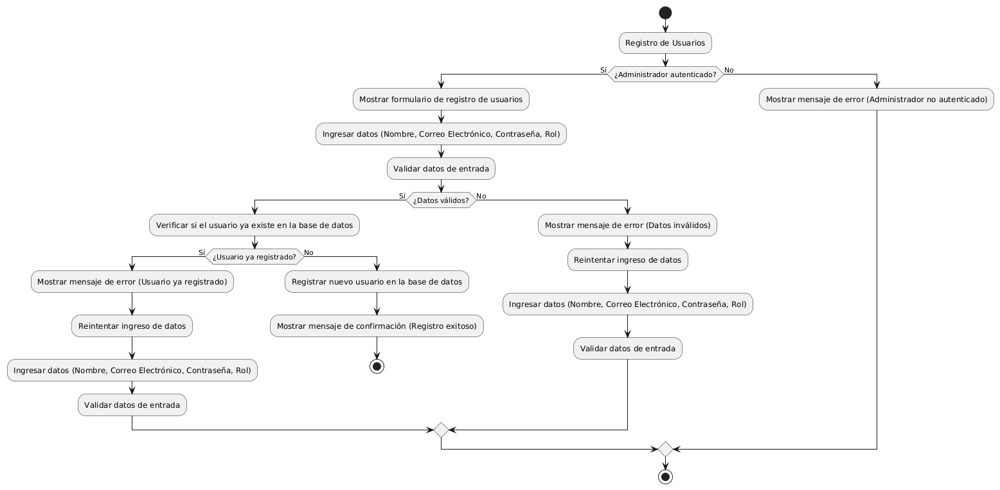 Registro de Usuarios
Sí
¿Administrador autenticado?
No
Mostrar formulario de registro de usuarios
Mostrar mensaje de error (Administrador no autenticado)
Ingresar datos (Nombre, Correo Electrónico, Contraseña, Rol)
Validar datos de entrada
Sí
¿Datos válidos?
No
Verificar si el usuario ya existe en la base de datos
Mostrar mensaje de error (Datos inválidos)
Sí
¿Usuario ya registrado?
No
Reintentar ingreso de datos
Mostrar mensaje de error (Usuario ya registrado)
Registrar nuevo usuario en la base de datos
Ingresar datos (Nombre, Correo Electrónico, Contraseña, Rol)
Reintentar ingreso de datos
Mostrar mensaje de confirmación (Registro exitoso)
Validar datos de entrada
Ingresar datos (Nombre, Correo Electrónico, Contraseña, Rol)
Validar datos de entrada